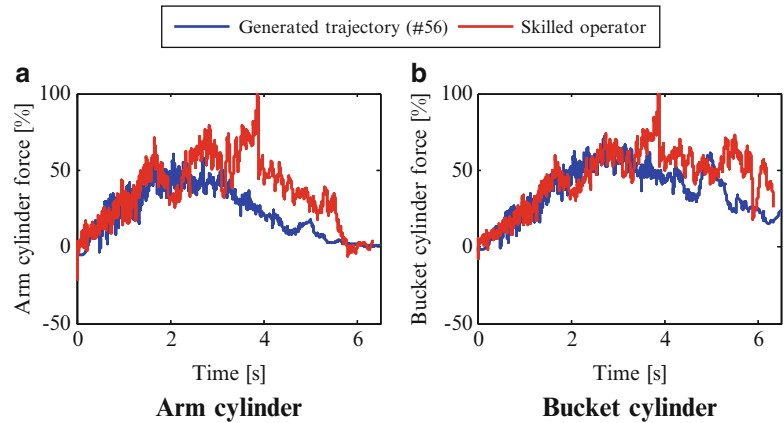 Generated trajectory (#56) Skilled operator
a
Arm cylinder force [%]
100
50
0
-50
0 2 4 6
Time [s]
Arm cylinder
b
Bucket cylinder force [%]
100
50
0
-50
0 2 4 6
Time [s]
Bucket cylinder